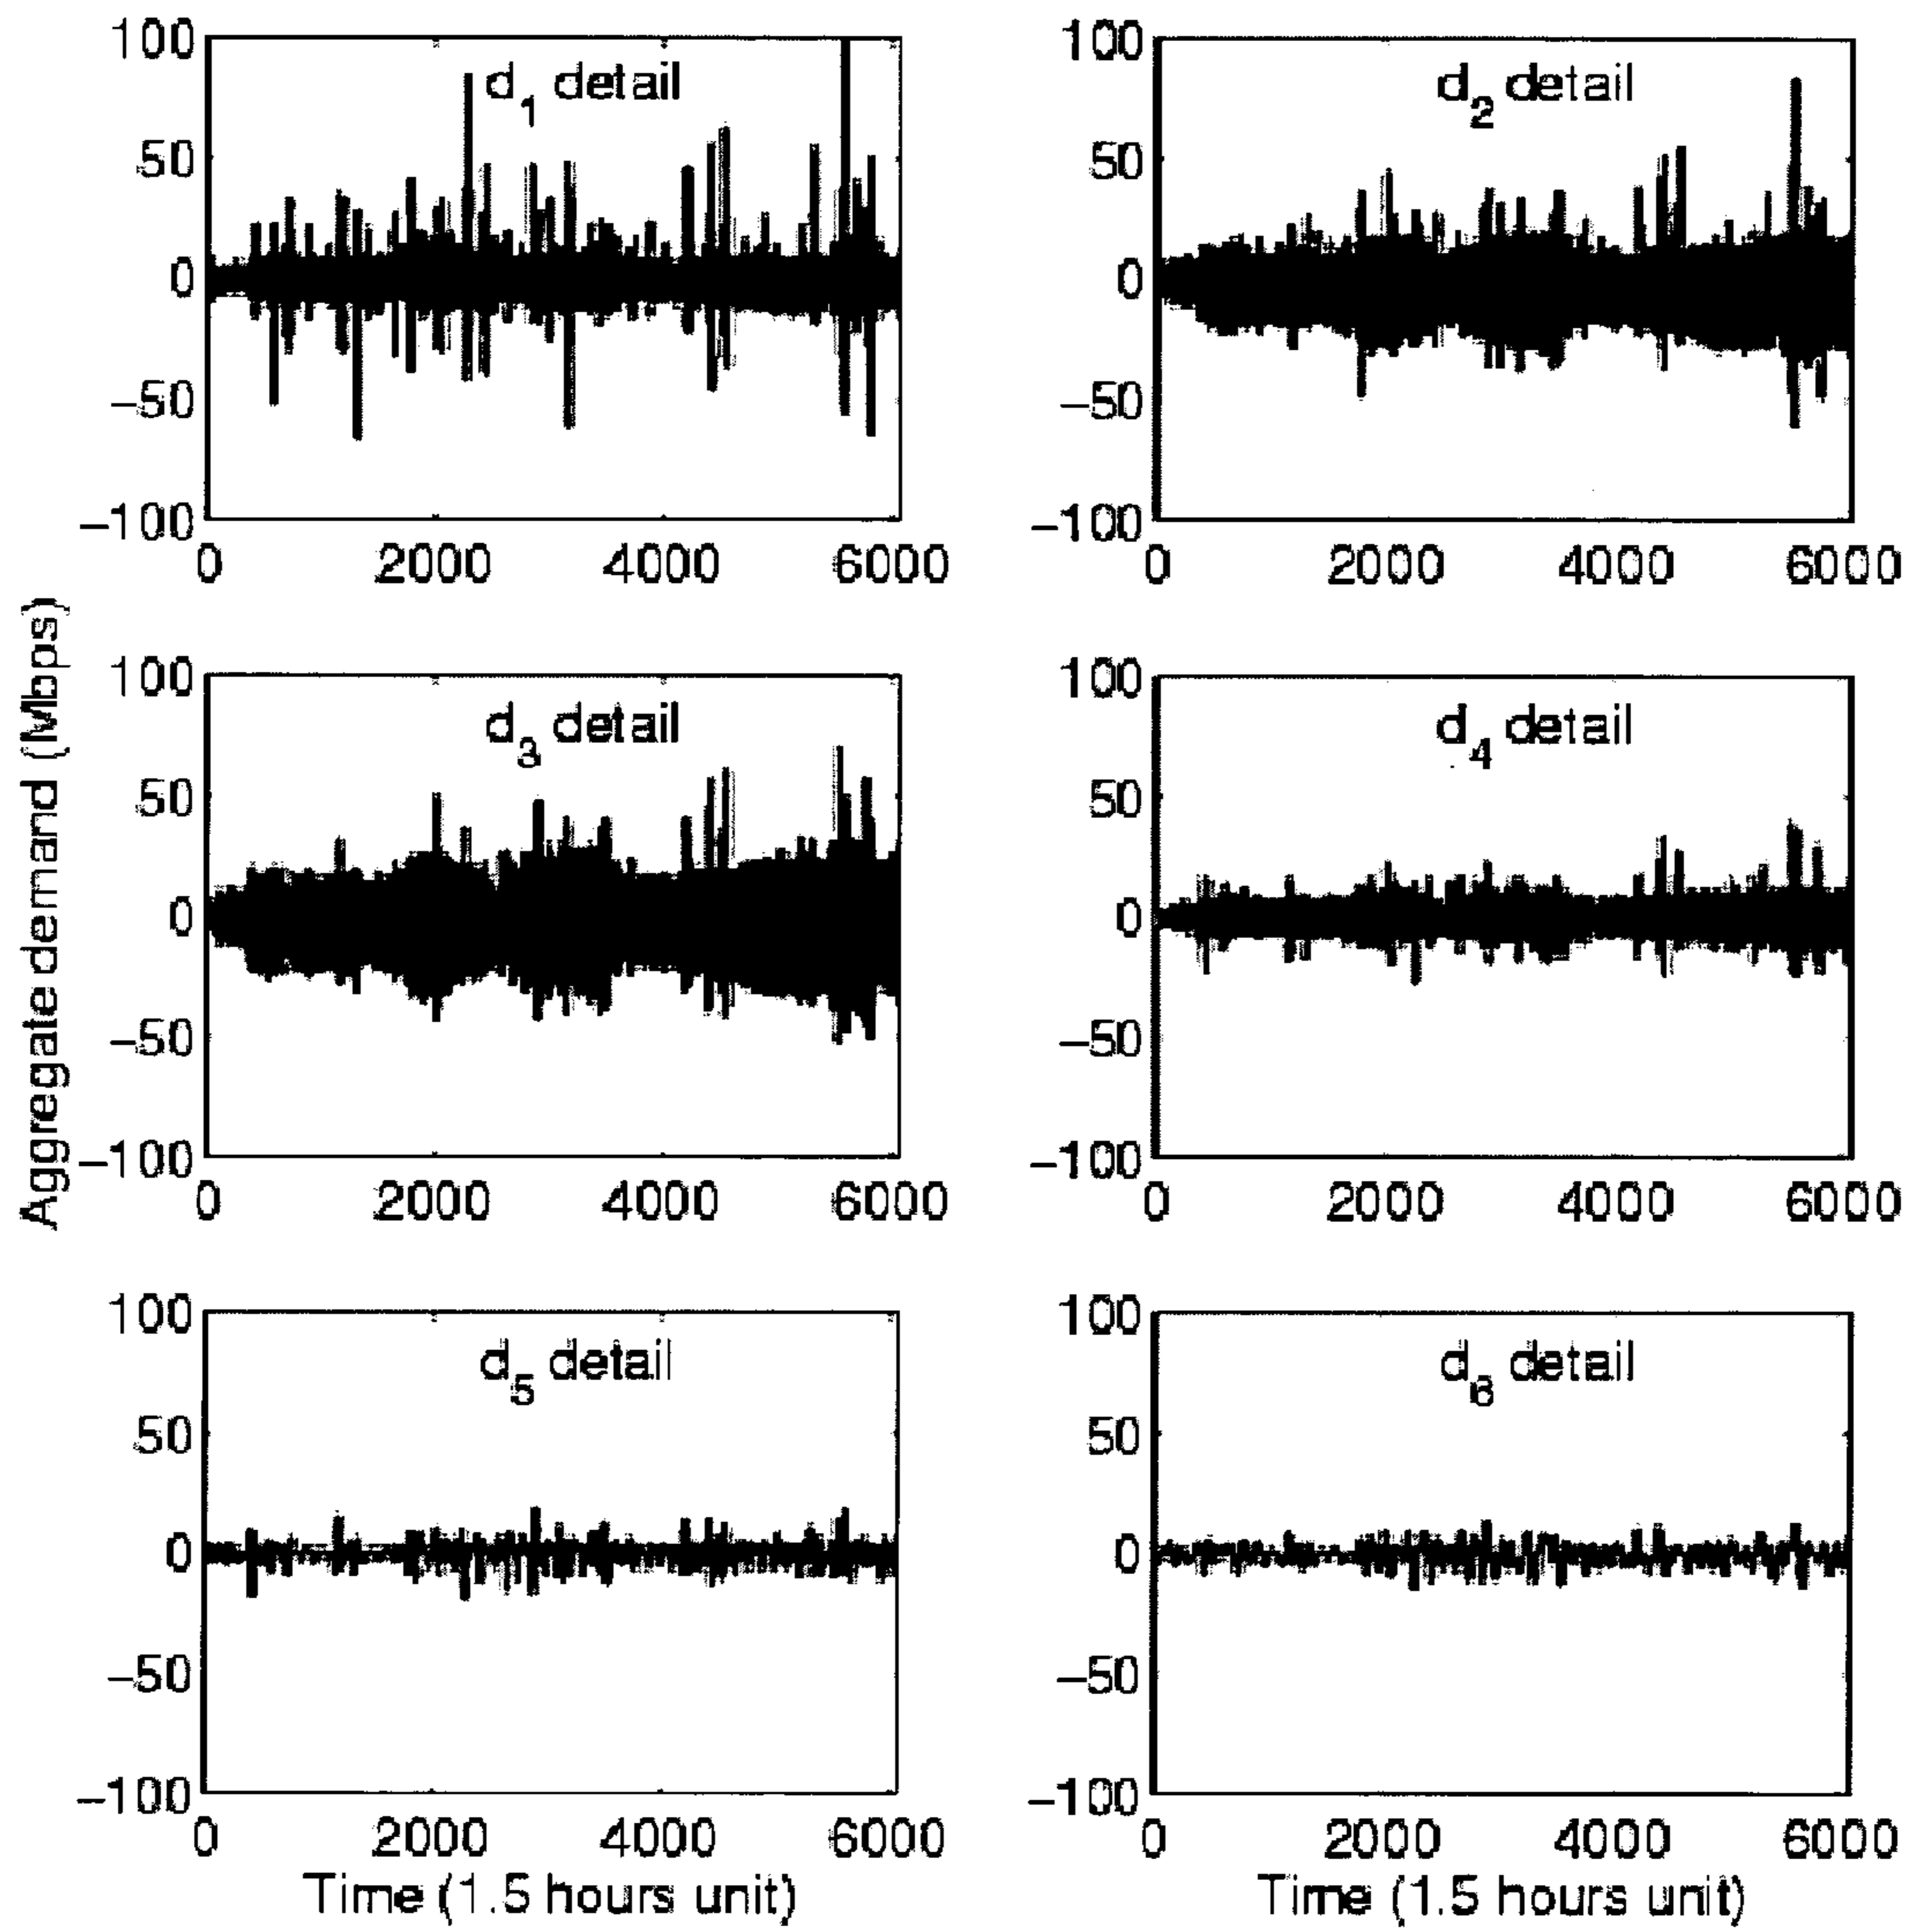 100
d1 detail
50
0
−50
−100
0 2000 4000 6000
100
d2 detail
50
0
−50
−100
0 2000 4000 6000
Aggregate demand (Mbps)
100
d3 detail
50
0
−50
−100
0 2000 4000 6000
100
d4 detail
50
0
−50
−100
0 2000 4000 6000
100
d5 detail
50
0
−50
−100
0 2000 4000 6000
Time (1.5 hours unit)
100
d6 detail
50
0
−50
−100
0 2000 4000 6000
Time (1.5 hours unit)